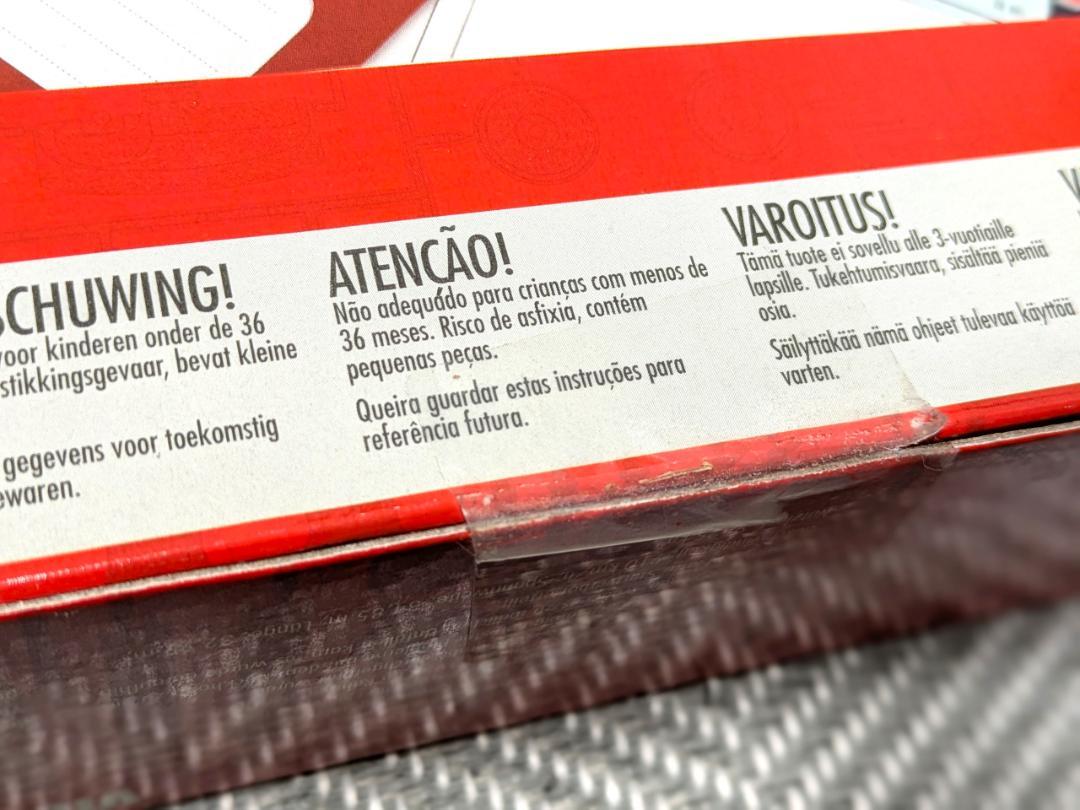 SCHUWING!
voor kinderen onder de 36
stikkingsgevaar, bevat kleine
gegevens voor toekomstig
ewaren.
ATENCÃO!
Não adequado para crianças com menos de
36 meses. Risco de asfixia, contém
pequenas peças.
Queira guardar estas instruções para
referência futura.
VAROITUS!
Tämä tuote ei sovellu alle 3-vuotiaille
lapsille. Tukehtumisvaara, sisältää pieniä
osia.
Säilyttäkää nämä ohjeet tulevaa käyttöä
varten.